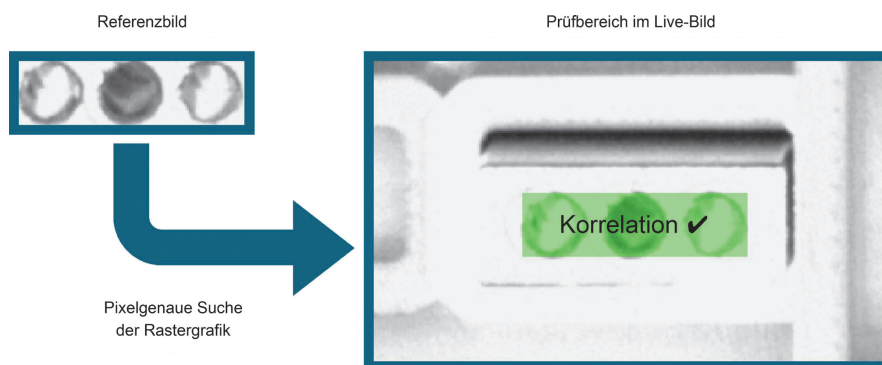 Referenzbild
Prüfbereich im Live-Bild
Korrelation ✔
Pixelgenaue Suche
der Rastergrafik